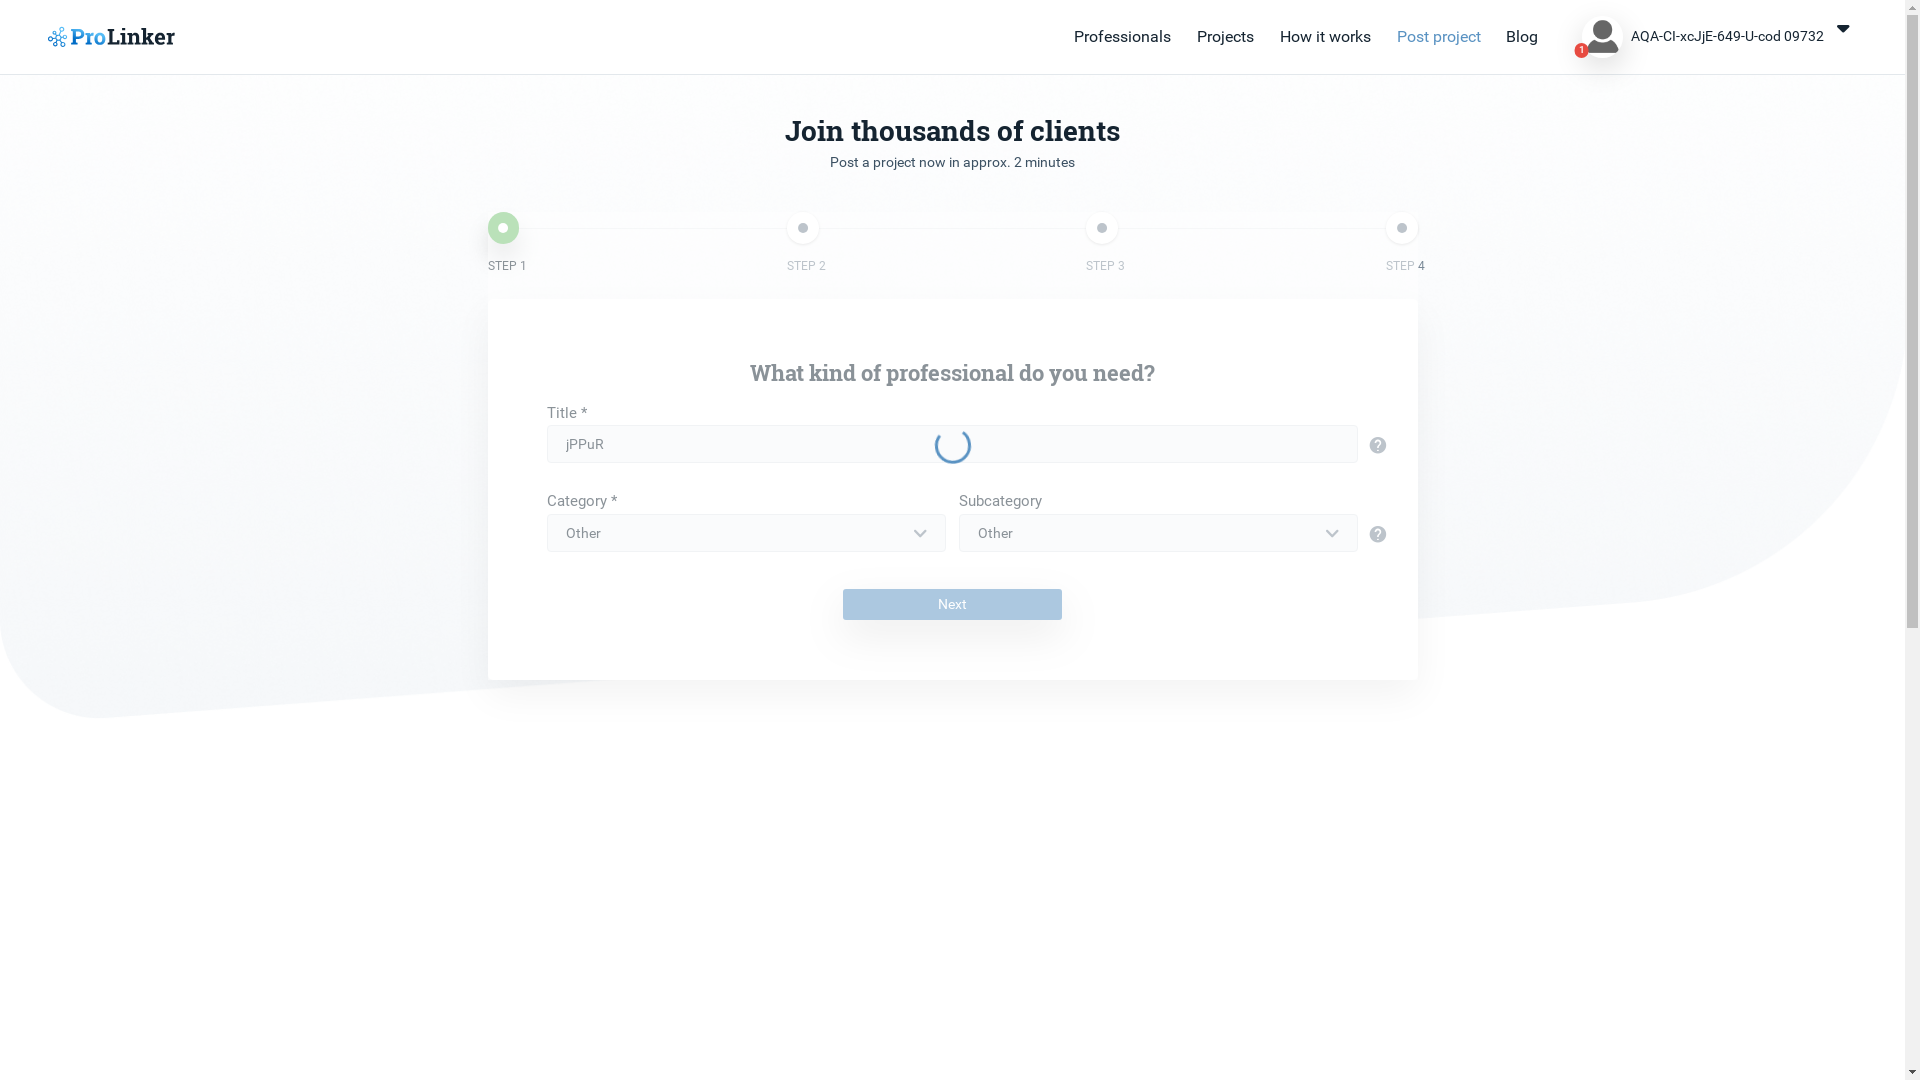 ProLinker
Professionals Projects How it works Post project Blog 1 AQA-CI-xcJjE-649-U-cod 09732
Join thousands of clients
Post a project now in approx. 2 minutes
STEP 1 STEP 2 STEP 3 STEP 4
What kind of professional do you need?
Title *
jPPuR
Category * Subcategory
Other Other
Next